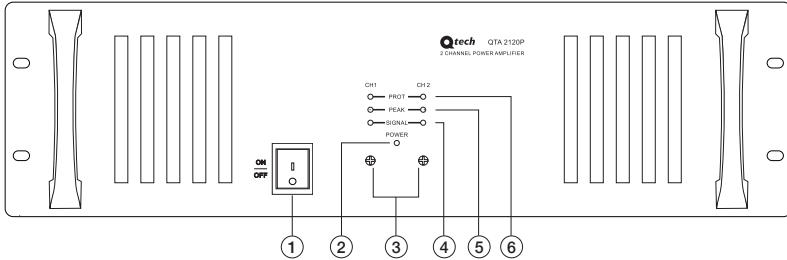 Qtech QTA 2120P
2 CHANNEL POWER AMPLIFIER
CH1 CH 2
PROT
PEAK
SIGNAL
POWER
ON
OFF
1 2 3 4 5 6